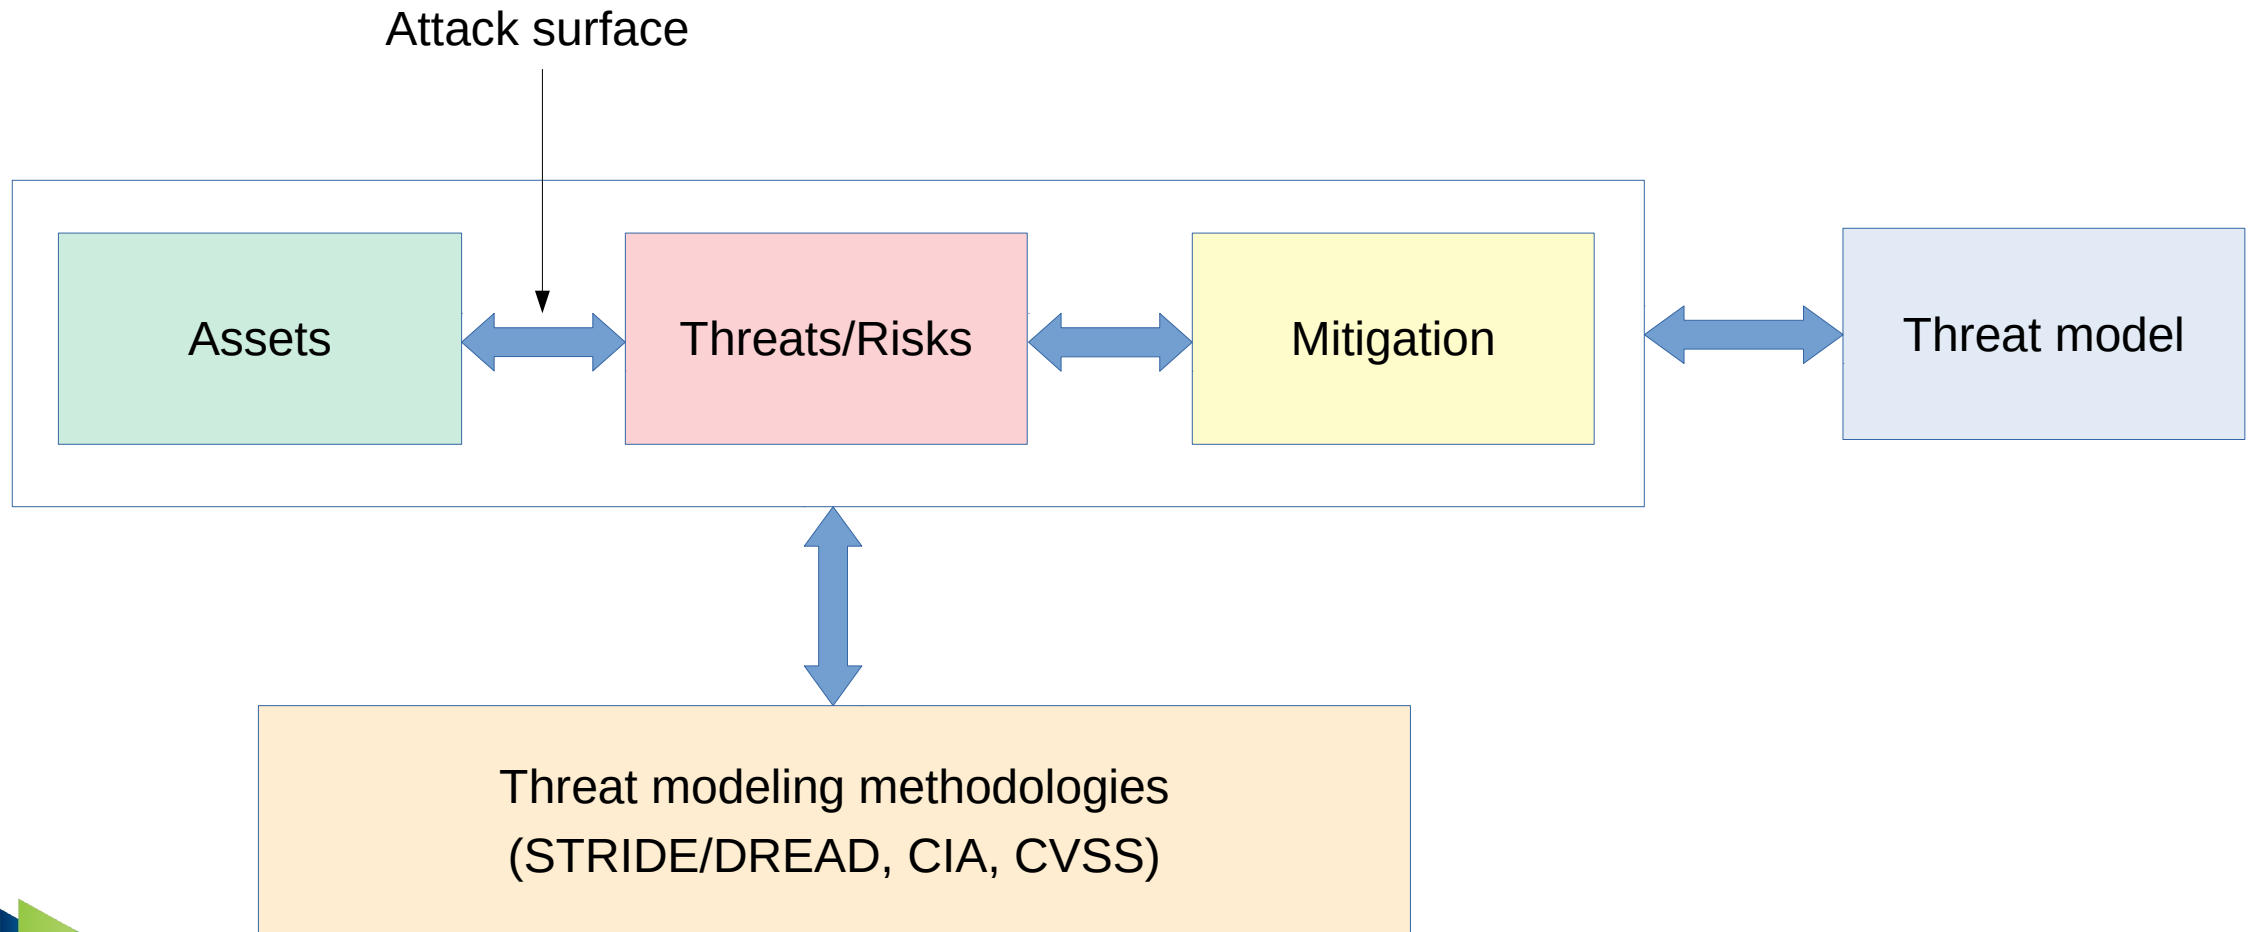 Attack surface
Assets
Threats/Risks
Mitigation
Threat model
Threat modeling methodologies
(STRIDE/DREAD, CIA, CVSS)